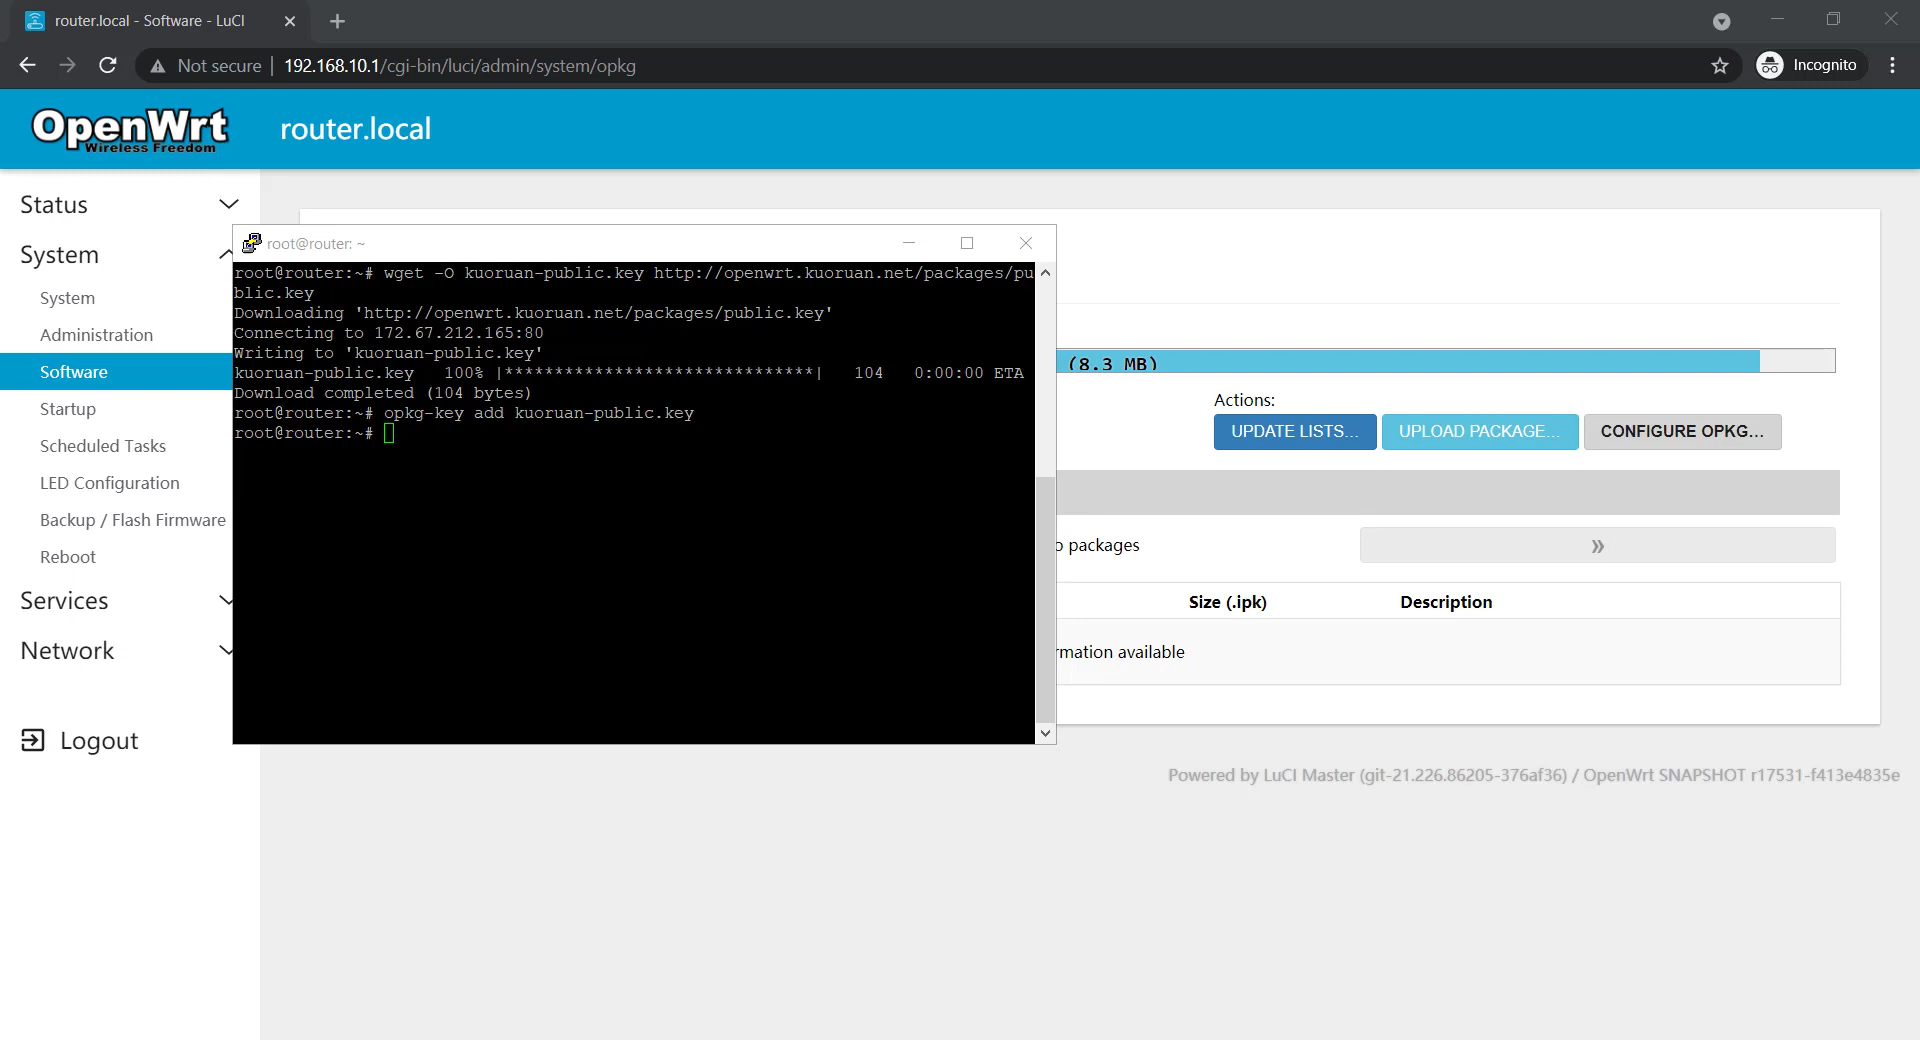 router.local - Software - LuCI
Not secure | 192.168.10.1/cgi-bin/luci/admin/system/opkg
Incognito
OpenWrt
Wireless Freedom
router.local
Status
System
System
Administration
Software
Startup
Scheduled Tasks
LED Configuration
Backup / Flash Firmware
Reboot
Services
Network
Logout
root@router: ~
root@router:~# wget -O kuoruan-public.key http://openwrt.kuoruan.net/packages/pu
blic.key
Downloading 'http://openwrt.kuoruan.net/packages/public.key'
Connecting to 172.67.212.165:80
Writing to 'kuoruan-public.key'
kuoruan-public.key   100% |*******************************|   104   0:00:00 ETA
Download completed (104 bytes)
root@router:~# opkg-key add kuoruan-public.key
root@router:~#
(8.3 MB)
Actions:
UPDATE LISTS...
UPLOAD PACKAGE...
CONFIGURE OPKG...
packages
»
Size (.ipk)
Description
available
Powered by LuCI Master (git-21.226.86205-376af36) / OpenWrt SNAPSHOT r17531-f413e4835e